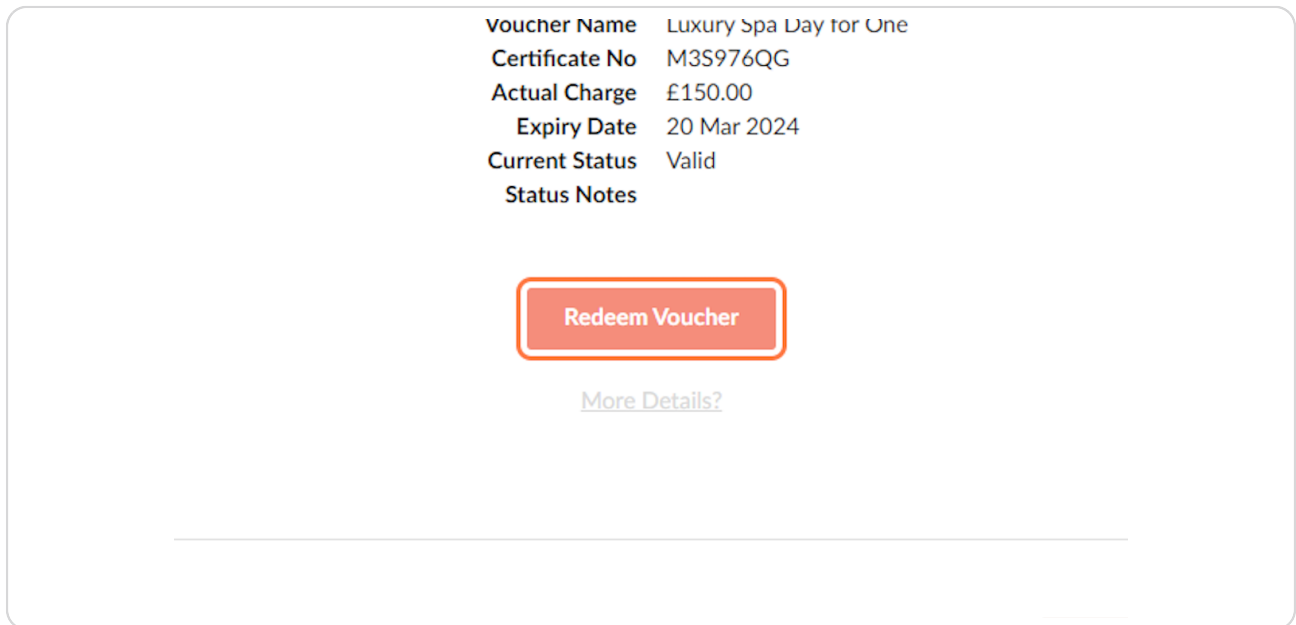 Voucher Name Luxury Spa Day for One
Certificate No M3S976QG
Actual Charge £150.00
Expiry Date 20 Mar 2024
Current Status Valid
Status Notes
Redeem Voucher
More Details?